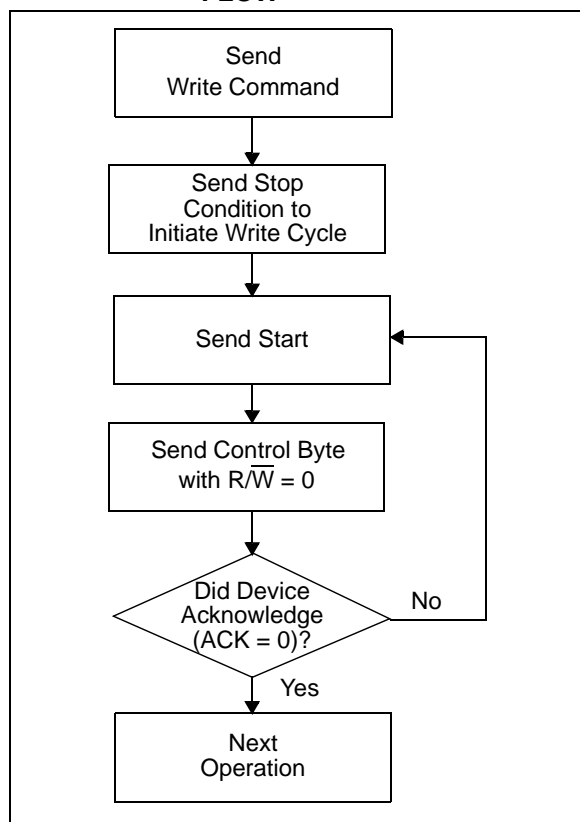 Send
Write Command
Send Stop
Condition to
Initiate Write Cycle
Send Start
Send Control Byte
with R/W̅ = 0
Did Device
Acknowledge
(ACK = 0)?
No
Yes
Next
Operation